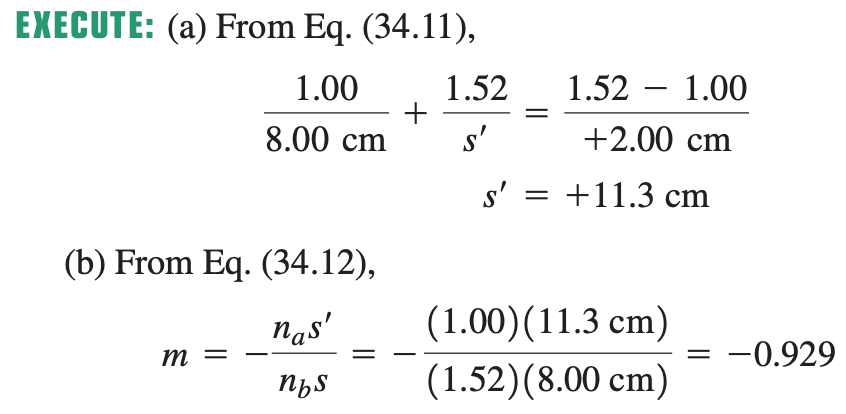 EXECUTE: (a) From Eq. (34.11),
1.00/8.00 cm + 1.52/s′ = (1.52 − 1.00)/+2.00 cm
s′ = +11.3 cm
(b) From Eq. (34.12),
m = −nₐs′/n_bs = −(1.00)(11.3 cm)/(1.52)(8.00 cm) = −0.929